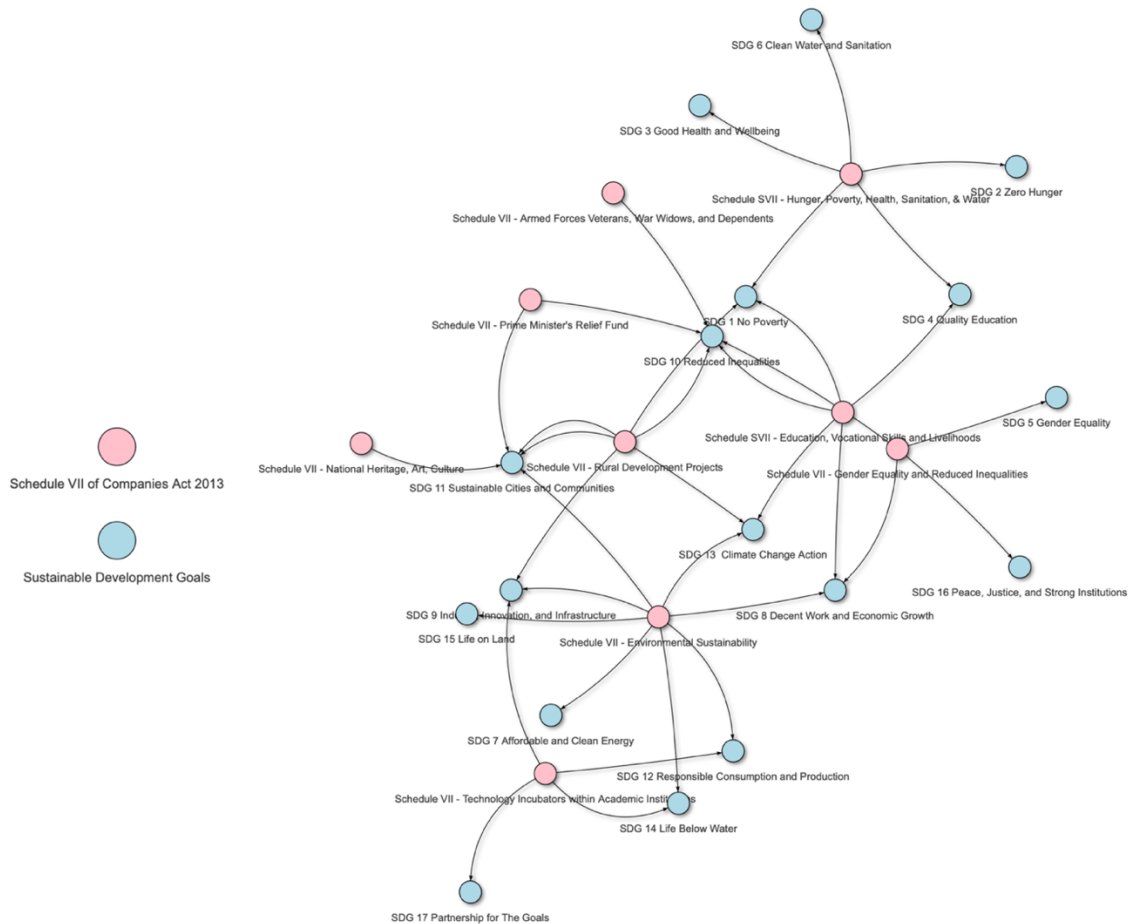 SDG 6 Clean Water and Sanitation
SDG 3 Good Health and Wellbeing
SDG 2 Zero Hunger
Schedule SVII - Hunger, Poverty, Health, Sanitation, & Water
Schedule VII - Armed Forces Veterans, War Widows, and Dependents
SDG 1 No Poverty
SDG 4 Quality Education
Schedule VII - Prime Minister's Relief Fund
SDG 10 Reduced Inequalities
SDG 5 Gender Equality
Schedule SVII - Education, Vocational Skills and Livelihoods
Schedule VII - National Heritage, Art, Culture
Schedule VII - Rural Development Projects
Schedule VII - Gender Equality and Reduced Inequalities
Schedule VII of Companies Act 2013
SDG 11 Sustainable Cities and Communities
SDG 13 Climate Change Action
Sustainable Development Goals
SDG 16 Peace, Justice, and Strong Institutions
SDG 9 Innovation, and Infrastructure
SDG 8 Decent Work and Economic Growth
SDG 15 Life on Land
Schedule VII - Environmental Sustainability
SDG 7 Affordable and Clean Energy
SDG 12 Responsible Consumption and Production
Schedule VII - Technology Incubators within Academic
SDG 14 Life Below Water
SDG 17 Partnership for The Goals